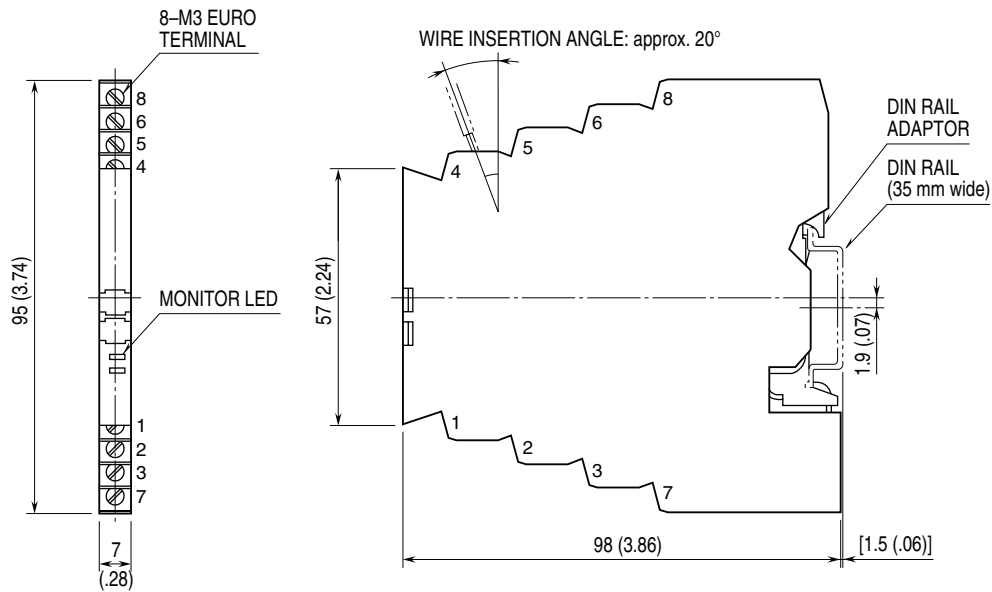 8–M3 EURO
TERMINAL
WIRE INSERTION ANGLE: approx. 20°
8
6
5
4
8
6
5
4
DIN RAIL
ADAPTOR
DIN RAIL
(35 mm wide)
95 (3.74)
57 (2.24)
MONITOR LED
1.9 (.07)
1
2
3
7
1
2
3
7
7
(.28)
98 (3.86)
[1.5 (.06)]